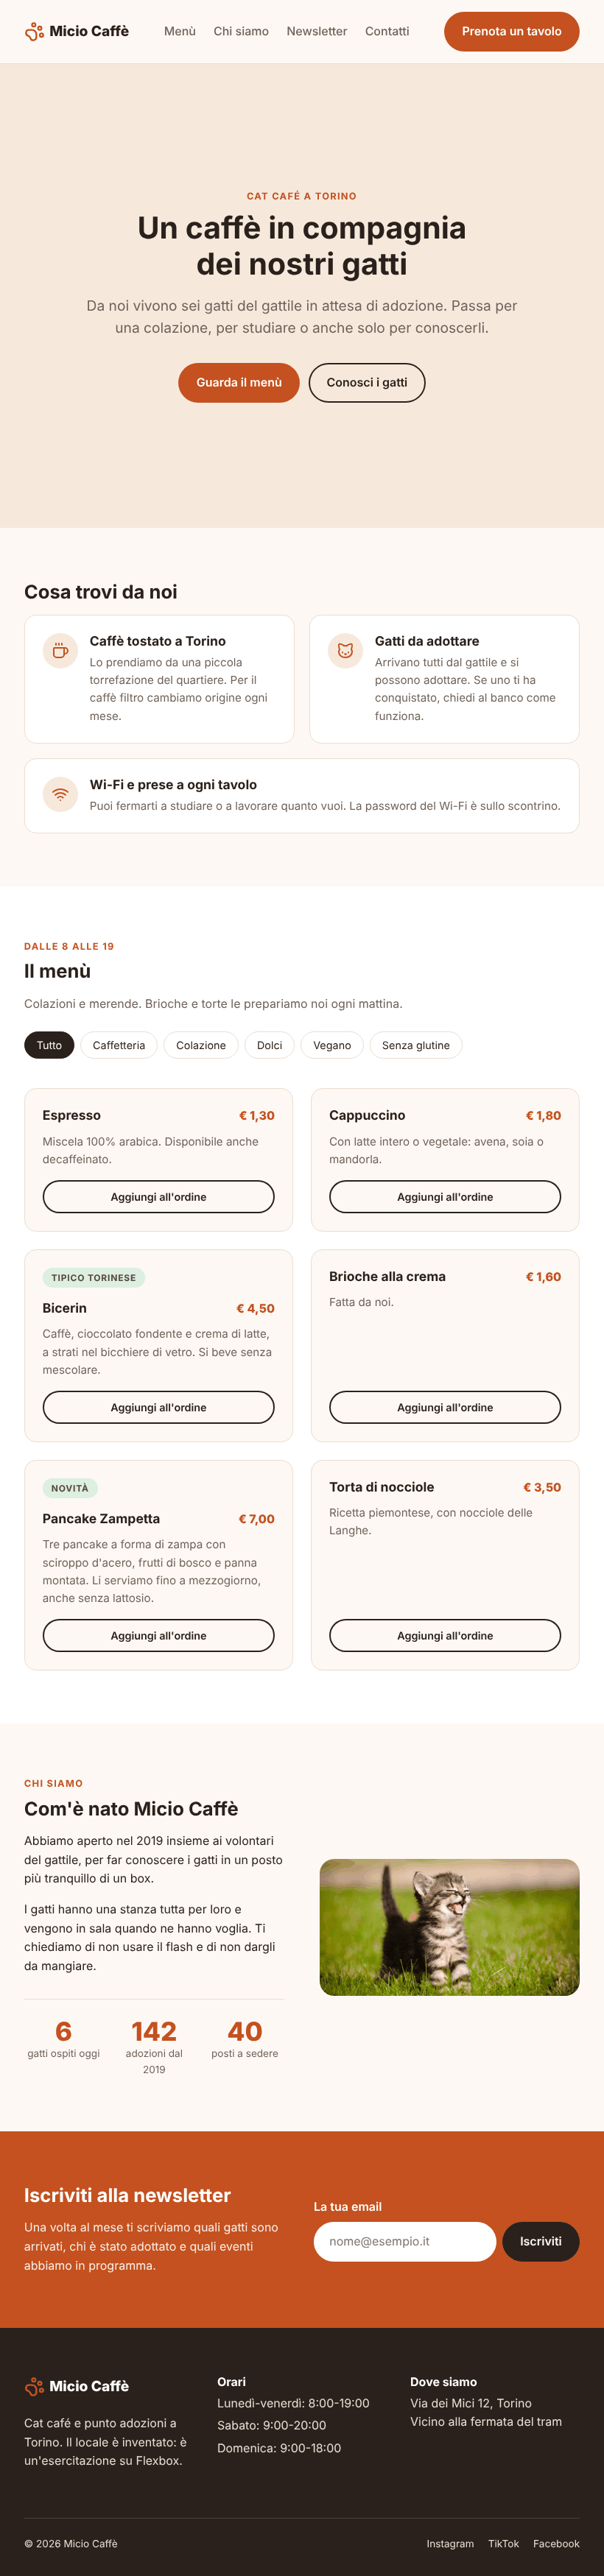 Micio Caffè
Menù Chi siamo Newsletter Contatti
Prenota un tavolo
CAT CAFÉ A TORINO
Un caffè in compagnia
dei nostri gatti
Da noi vivono sei gatti del gattile in attesa di adozione. Passa per
una colazione, per studiare o anche solo per conoscerli.
Guarda il menù
Conosci i gatti
Cosa trovi da noi
Caffè tostato a Torino
Lo prendiamo da una piccola
torrefazione del quartiere. Per il
caffè filtro cambiamo origine ogni
mese.
Gatti da adottare
Arrivano tutti dal gattile e si
possono adottare. Se uno ti ha
conquistato, chiedi al banco come
funziona.
Wi-Fi e prese a ogni tavolo
Puoi fermarti a studiare o a lavorare quanto vuoi. La password del Wi-Fi è sullo scontrino.
DALLE 8 ALLE 19
Il menù
Colazioni e merende. Brioche e torte le prepariamo noi ogni mattina.
Tutto Caffetteria Colazione Dolci Vegano Senza glutine
Espresso € 1,30
Miscela 100% arabica. Disponibile anche
decaffeinato.
Aggiungi all'ordine
Cappuccino € 1,80
Con latte intero o vegetale: avena, soia o
mandorla.
Aggiungi all'ordine
TIPICO TORINESE
Bicerin € 4,50
Caffè, cioccolato fondente e crema di latte,
a strati nel bicchiere di vetro. Si beve senza
mescolare.
Aggiungi all'ordine
Brioche alla crema € 1,60
Fatta da noi.
Aggiungi all'ordine
NOVITÀ
Pancake Zampetta € 7,00
Tre pancake a forma di zampa con
sciroppo d'acero, frutti di bosco e panna
montata. Li serviamo fino a mezzogiorno,
anche senza lattosio.
Aggiungi all'ordine
Torta di nocciole € 3,50
Ricetta piemontese, con nocciole delle
Langhe.
Aggiungi all'ordine
CHI SIAMO
Com'è nato Micio Caffè
Abbiamo aperto nel 2019 insieme ai volontari
del gattile, per far conoscere i gatti in un posto
più tranquillo di un box.
I gatti hanno una stanza tutta per loro e
vengono in sala quando ne hanno voglia. Ti
chiediamo di non usare il flash e di non dargli
da mangiare.
6
gatti ospiti oggi
142
adozioni dal
2019
40
posti a sedere
Iscriviti alla newsletter
Una volta al mese ti scriviamo quali gatti sono
arrivati, chi è stato adottato e quali eventi
abbiamo in programma.
La tua email
nome@esempio.it
Iscriviti
Micio Caffè
Cat café e punto adozioni a
Torino. Il locale è inventato: è
un'esercitazione su Flexbox.
Orari
Lunedì-venerdì: 8:00-19:00
Sabato: 9:00-20:00
Domenica: 9:00-18:00
Dove siamo
Via dei Mici 12, Torino
Vicino alla fermata del tram
© 2026 Micio Caffè
Instagram TikTok Facebook